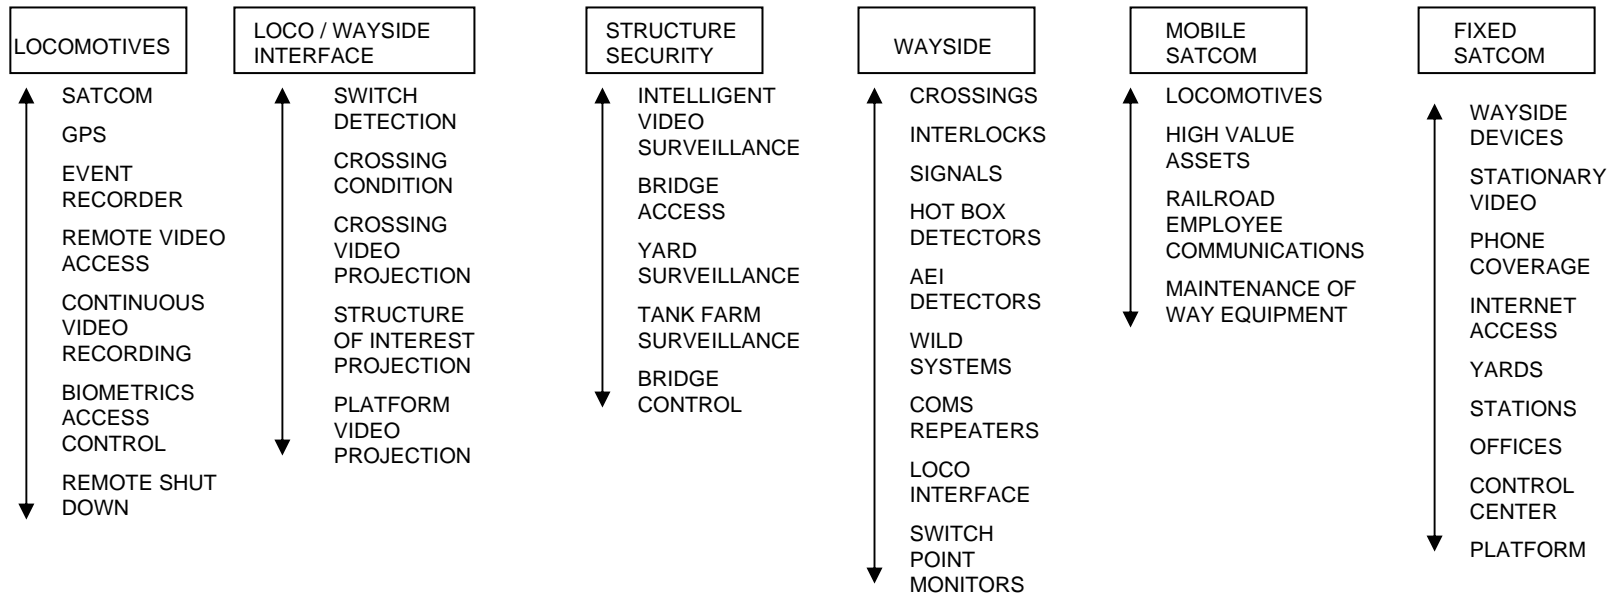 LOCOMOTIVES
SATCOM
GPS
EVENT
RECORDER
REMOTE VIDEO
ACCESS
CONTINUOUS
VIDEO
RECORDING
BIOMETRICS
ACCESS
CONTROL
REMOTE SHUT
DOWN
LOCO / WAYSIDE
INTERFACE
SWITCH
DETECTION
CROSSING
CONDITION
CROSSING
VIDEO
PROJECTION
STRUCTURE
OF INTEREST
PROJECTION
PLATFORM
VIDEO
PROJECTION
STRUCTURE
SECURITY
INTELLIGENT
VIDEO
SURVEILLANCE
BRIDGE
ACCESS
YARD
SURVEILLANCE
TANK FARM
SURVEILLANCE
BRIDGE
CONTROL
WAYSIDE
CROSSINGS
INTERLOCKS
SIGNALS
HOT BOX
DETECTORS
AEI
DETECTORS
WILD
SYSTEMS
COMS
REPEATERS
LOCO
INTERFACE
SWITCH
POINT
MONITORS
MOBILE
SATCOM
LOCOMOTIVES
HIGH VALUE
ASSETS
RAILROAD
EMPLOYEE
COMMUNICATIONS
MAINTENANCE OF
WAY EQUIPMENT
FIXED
SATCOM
WAYSIDE
DEVICES
STATIONARY
VIDEO
PHONE
COVERAGE
INTERNET
ACCESS
YARDS
STATIONS
OFFICES
CONTROL
CENTER
PLATFORM